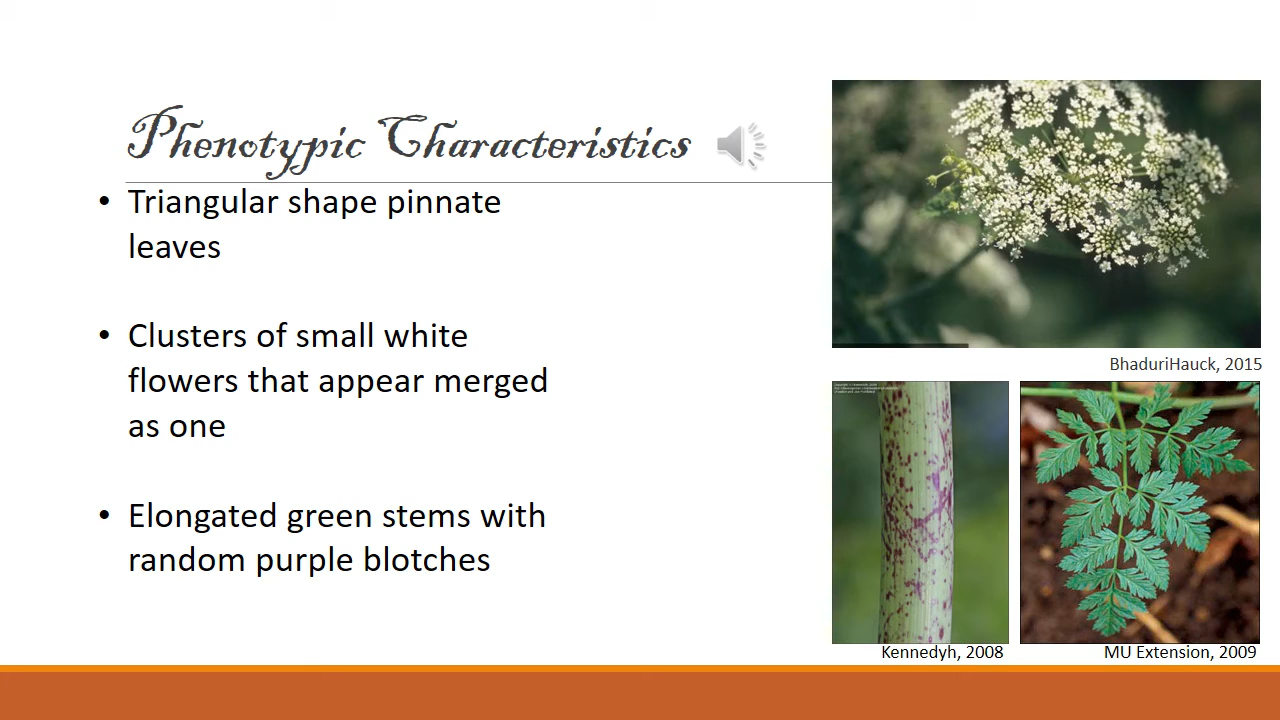 Phenotypic Characteristics
• Triangular shape pinnate
leaves
• Clusters of small white
flowers that appear merged
as one
• Elongated green stems with
random purple blotches
BhaduriHauck, 2015
Kennedyh, 2008
MU Extension, 2009